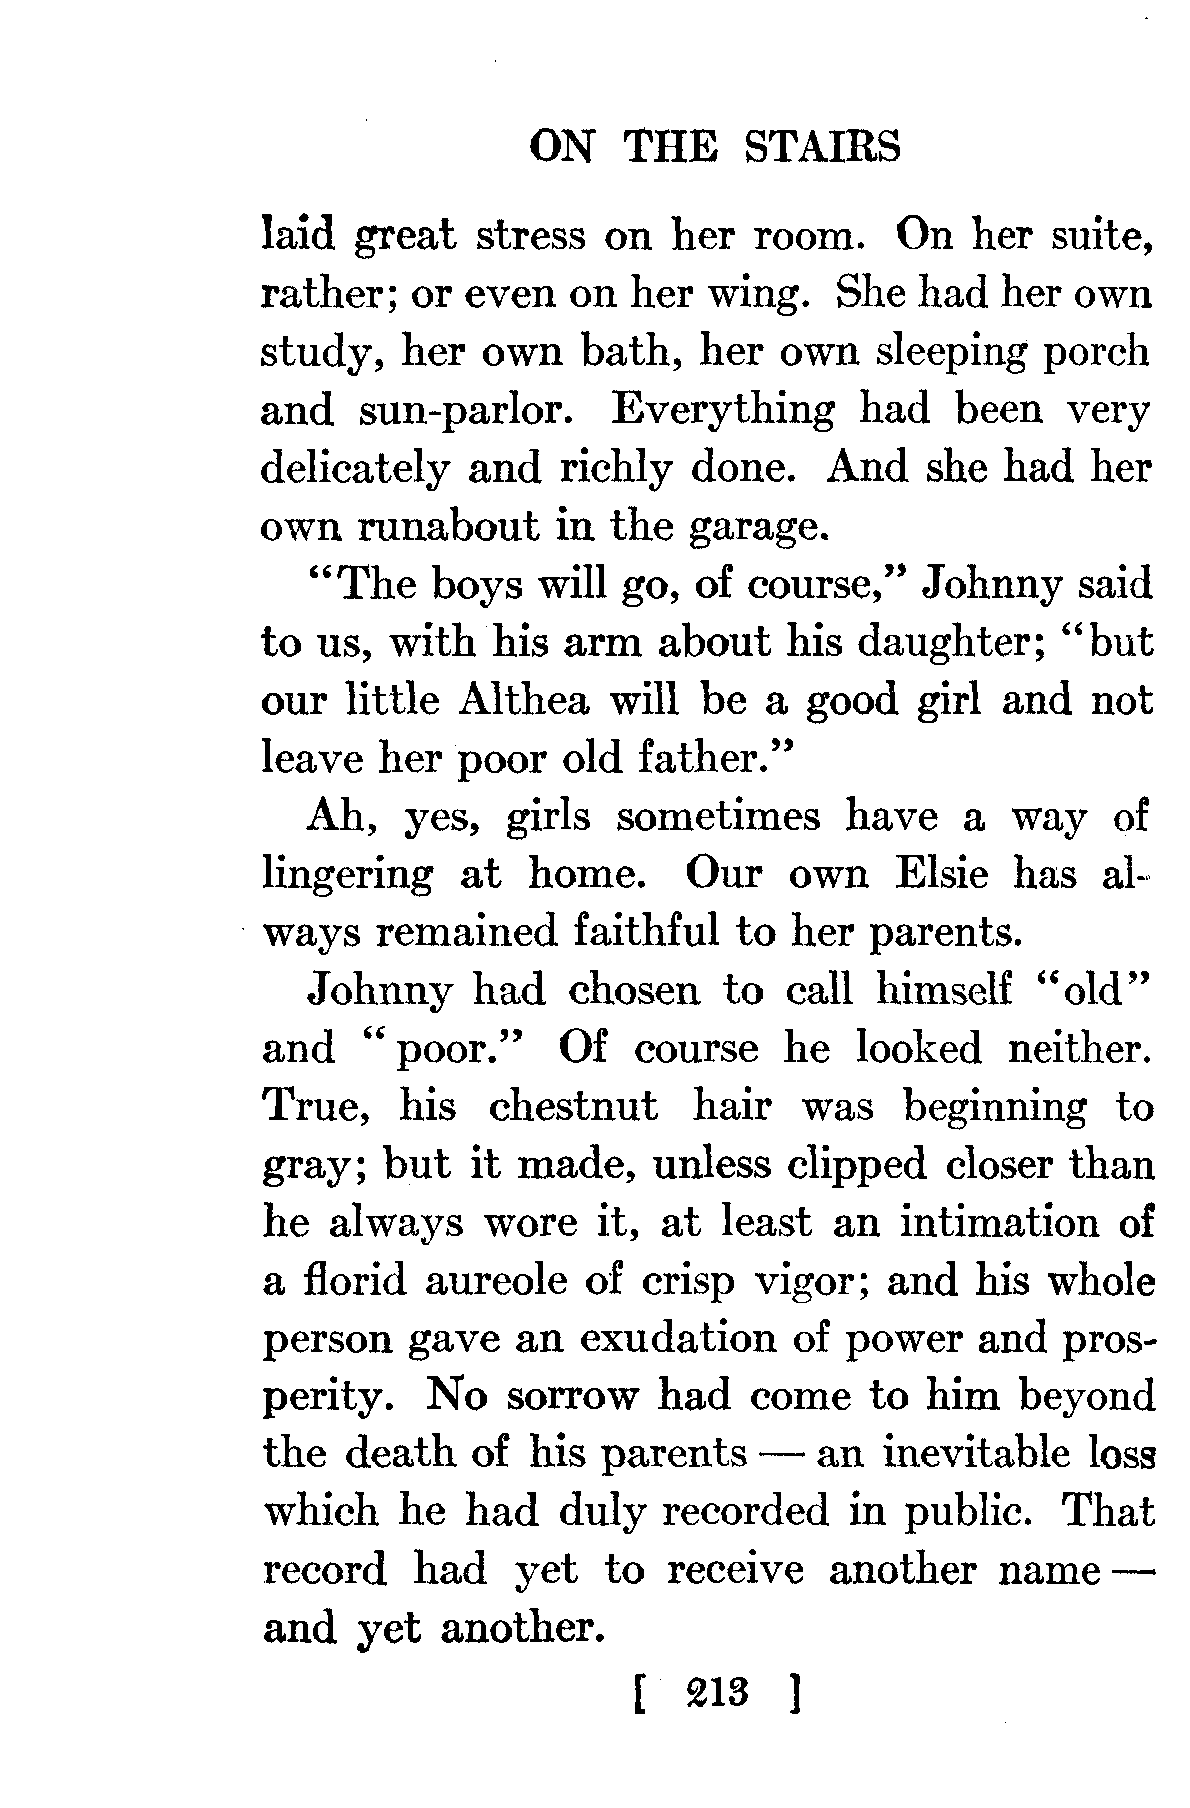 ON THE STAIRS
laid great stress on her room. On her suite,
rather; or even on her wing. She had her own
study, her own bath, her own sleeping porch
and sun-parlor. Everything had been very
delicately and richly done. And she had her
own runabout in the garage.
“The boys will go, of course,” Johnny said
to us, with his arm about his daughter; “but
our little Althea will be a good girl and not
leave her poor old father.”
Ah, yes, girls sometimes have a way of
lingering at home. Our own Elsie has al-
ways remained faithful to her parents.
Johnny had chosen to call himself “old”
and “poor.” Of course he looked neither.
True, his chestnut hair was beginning to
gray; but it made, unless clipped closer than
he always wore it, at least an intimation of
a florid aureole of crisp vigor; and his whole
person gave an exudation of power and pros-
perity. No sorrow had come to him beyond
the death of his parents — an inevitable loss
which he had duly recorded in public. That
record had yet to receive another name —
and yet another.
[ 213 ]